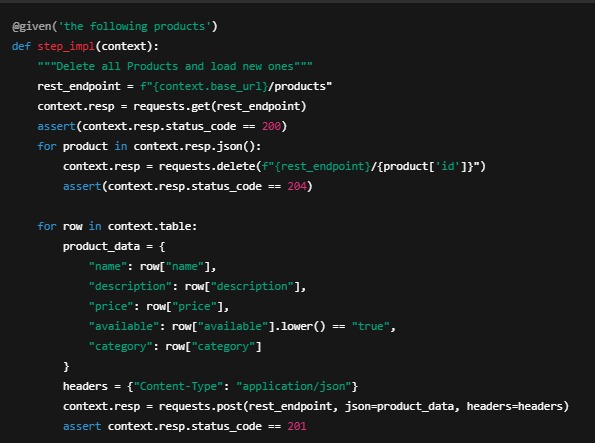 @given('the following products')
def step_impl(context):
    """Delete all Products and load new ones"""
    rest_endpoint = f"{context.base_url}/products"
    context.resp = requests.get(rest_endpoint)
    assert(context.resp.status_code == 200)
    for product in context.resp.json():
        context.resp = requests.delete(f"{rest_endpoint}/{product['id']}")
        assert(context.resp.status_code == 204)

    for row in context.table:
        product_data = {
            "name": row["name"],
            "description": row["description"],
            "price": row["price"],
            "available": row["available"].lower() == "true",
            "category": row["category"]
        }
        headers = {"Content-Type": "application/json"}
        context.resp = requests.post(rest_endpoint, json=product_data, headers=headers)
        assert context.resp.status_code == 201